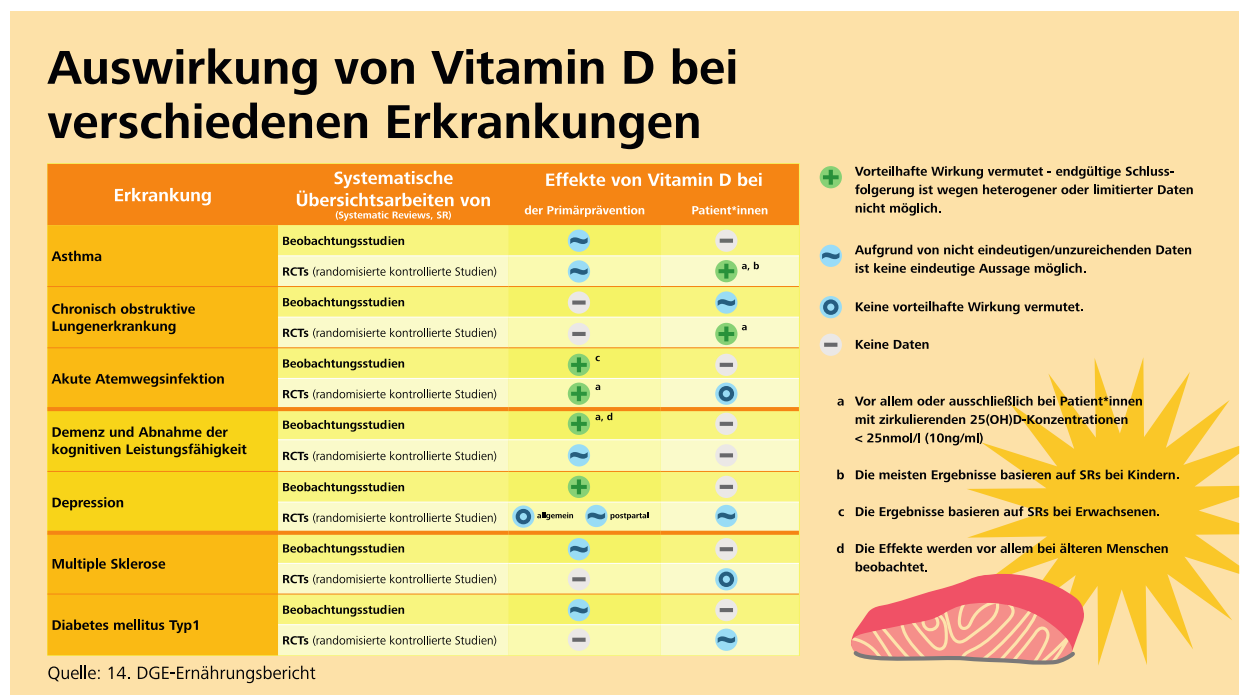 Auswirkung von Vitamin D bei
verschiedenen Erkrankungen
Erkrankung
Systematische
Übersichtsarbeiten von
(Systematic Reviews, SR)
Effekte von Vitamin D bei
der Primärprävention
Patient*innen
Asthma
Beobachtungsstudien
RCTs (randomisierte kontrollierte Studien)
a, b
Chronisch obstruktive
Lungenerkrankung
Beobachtungsstudien
RCTs (randomisierte kontrollierte Studien)
a
Akute Atemwegsinfektion
Beobachtungsstudien
c
RCTs (randomisierte kontrollierte Studien)
a
Demenz und Abnahme der
kognitiven Leistungsfähigkeit
Beobachtungsstudien
a, d
RCTs (randomisierte kontrollierte Studien)
Depression
Beobachtungsstudien
RCTs (randomisierte kontrollierte Studien)
allgemein
postpartal
Multiple Sklerose
Beobachtungsstudien
RCTs (randomisierte kontrollierte Studien)
Diabetes mellitus Typ1
Beobachtungsstudien
RCTs (randomisierte kontrollierte Studien)
Quelle: 14. DGE-Ernährungsbericht
Vorteilhafte Wirkung vermutet - endgültige Schluss-
folgerung ist wegen heterogener oder limitierter Daten
nicht möglich.
Aufgrund von nicht eindeutigen/unzureichenden Daten
ist keine eindeutige Aussage möglich.
Keine vorteilhafte Wirkung vermutet.
Keine Daten
a Vor allem oder ausschließlich bei Patient*innen
mit zirkulierenden 25(OH)D-Konzentrationen
< 25nmol/l (10ng/ml)
b Die meisten Ergebnisse basieren auf SRs bei Kindern.
c Die Ergebnisse basieren auf SRs bei Erwachsenen.
d Die Effekte werden vor allem bei älteren Menschen
beobachtet.